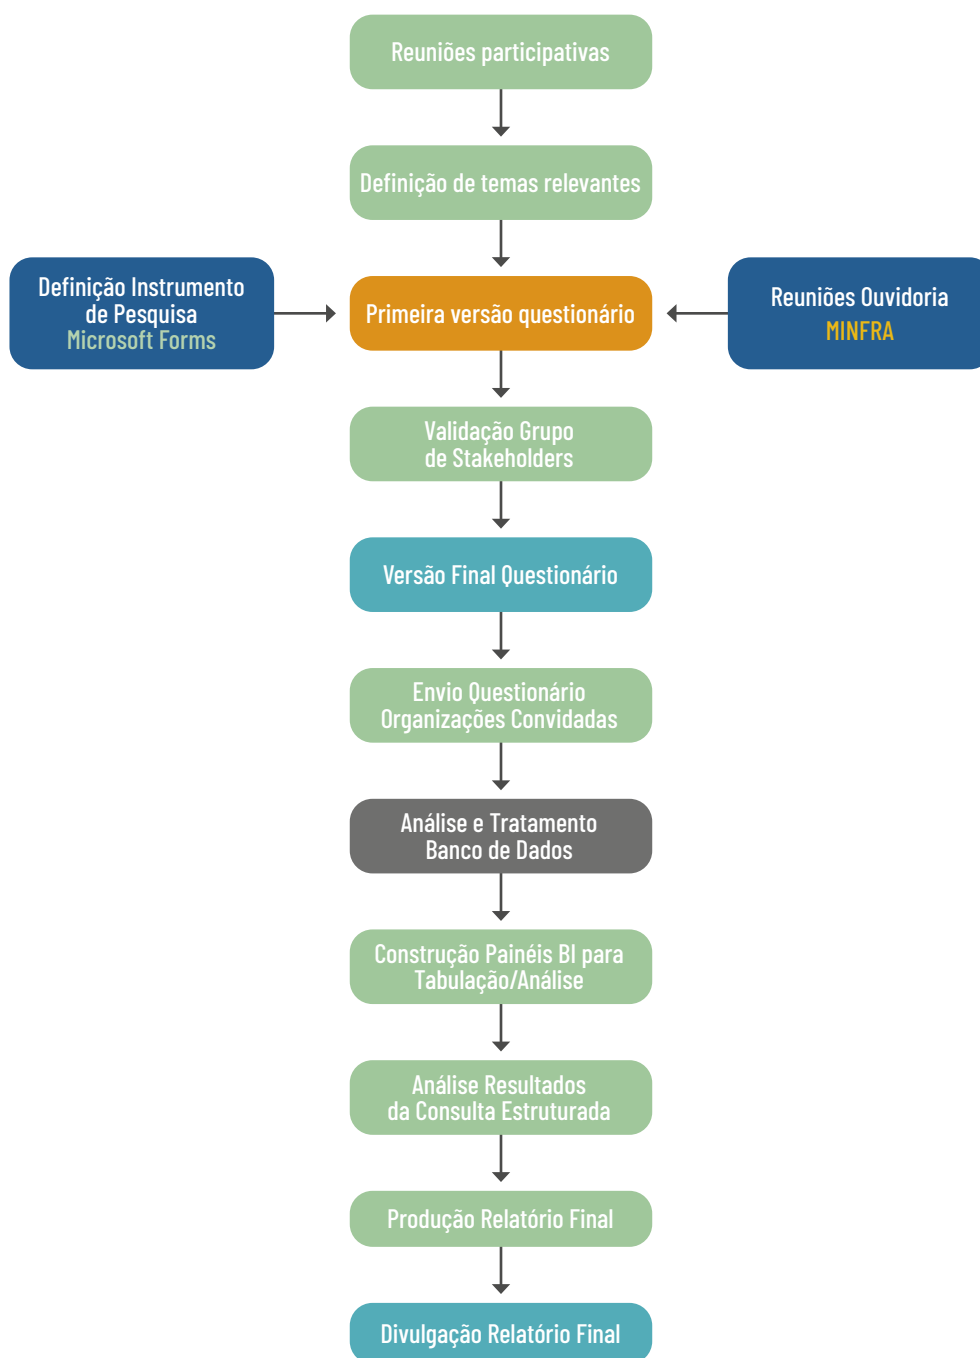 Reuniões participativas
Definição de temas relevantes
Definição Instrumento
de Pesquisa
Microsoft Forms
Primeira versão questionário
Reuniões Ouvidoria
MINFRA
Validação Grupo
de Stakeholders
Versão Final Questionário
Envio Questionário
Organizações Convidadas
Análise e Tratamento
Banco de Dados
Construção Painéis BI para
Tabulação/Análise
Análise Resultados
da Consulta Estruturada
Produção Relatório Final
Divulgação Relatório Final